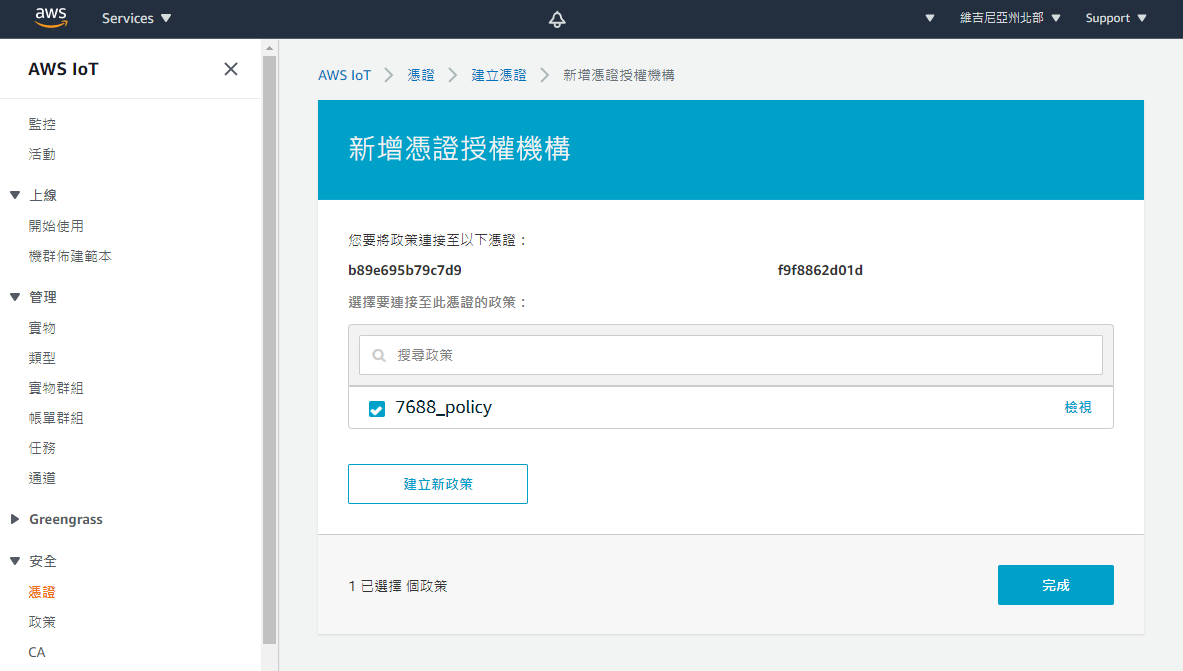 aws Services 維吉尼亞州北部 Support
AWS IoT
監控
活動
上線
開始使用
機群佈建範本
管理
實物
類型
實物群組
帳單群組
任務
通道
Greengrass
安全
憑證
政策
CA
AWS IoT 憑證 建立憑證 新增憑證授權機構
新增憑證授權機構
您要將政策連接至以下憑證：
b89e695b79c7d9 f9f8862d01d
選擇要連接至此憑證的政策：
搜尋政策
7688_policy 檢視
建立新政策
1 已選擇 個政策 完成